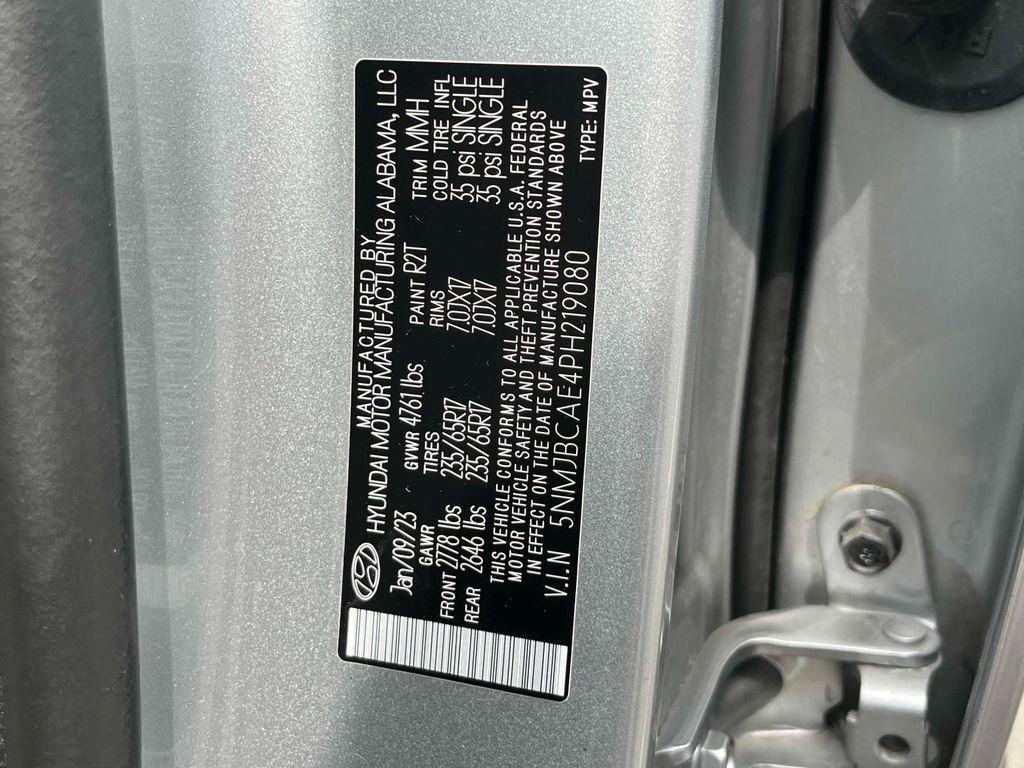 MANUFACTURED BY
HYUNDAI MOTOR MANUFACTURING ALABAMA, LLC
Jan/09/23 GVWR 4761 lbs PAINT R2T TRIM MMH
GAWR TIRES RIMS COLD TIRE INFL
FRONT 2778 lbs 235/65R17 7.0JX17 35 psi SINGLE
REAR 2646 lbs 235/65R17 7.0JX17 35 psi SINGLE
THIS VEHICLE CONFORMS TO ALL APPLICABLE U.S.A. FEDERAL
MOTOR VEHICLE SAFETY AND THEFT PREVENTION STANDARDS
IN EFFECT ON THE DATE OF MANUFACTURE SHOWN ABOVE
V.I.N 5NMJBCAE4PH219080 TYPE: MPV